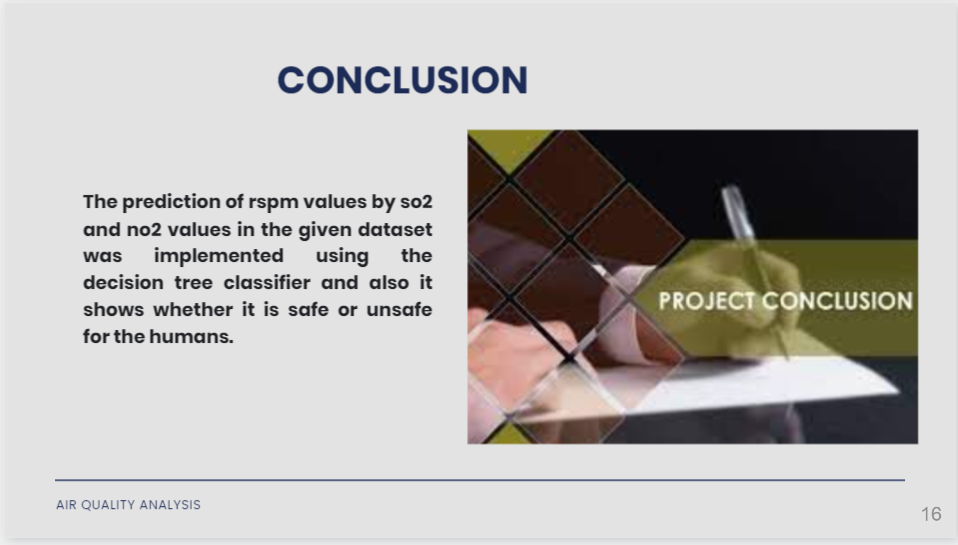 CONCLUSION
The prediction of rspm values by so2
and no2 values in the given dataset
was implemented using the
decision tree classifier and also it
shows whether it is safe or unsafe
for the humans.
PROJECT CONCLUSION
AIR QUALITY ANALYSIS
16